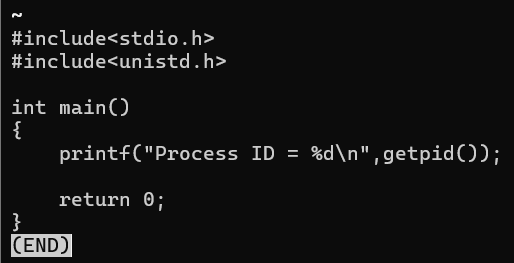 ~
#include<stdio.h>
#include<unistd.h>

int main()
{
    printf("Process ID = %d\n",getpid());

    return 0;
}
(END)